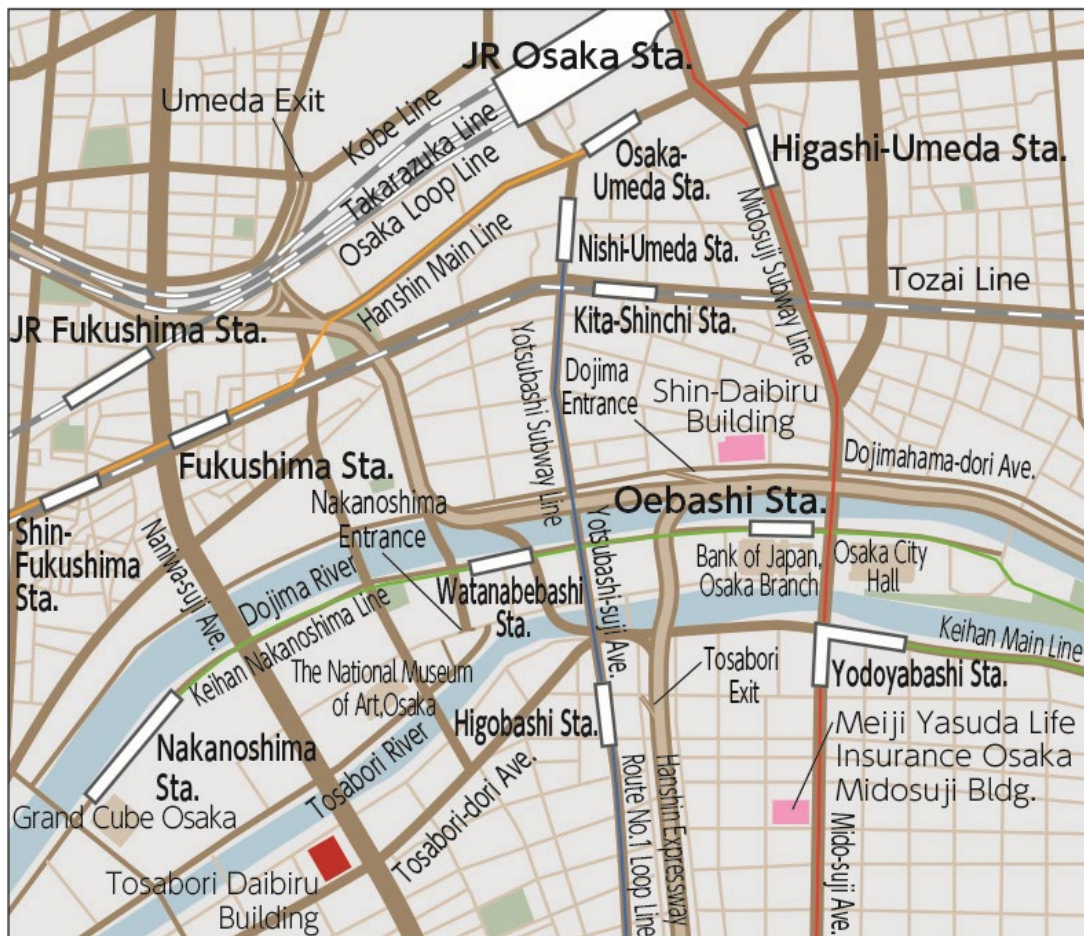 JR Osaka Sta.
Umeda Exit
Kobe Line
Takarazuka Line
Osaka Loop Line
Hanshin Main Line
Osaka-
Umeda Sta.
Higashi-Umeda Sta.
Midosuji Subway Line
Nishi-Umeda Sta.
Tozai Line
Kita-Shinchi Sta.
JR Fukushima Sta.
Yotsubashi Subway Line
Dojima
Entrance
Shin-Daibiru
Building
Dojimahama-dori Ave.
Fukushima Sta.
Nakanoshima
Entrance
Oebashi Sta.
Shin-
Fukushima
Sta.
Naniwa-suji Ave.
Dojima River
Keihan Nakanoshima Line
Watanabebashi
Sta.
Yotsubashi-suji Ave.
Bank of Japan,
Osaka Branch
Osaka City
Hall
Keihan Main Line
The National Museum
of Art,Osaka
Tosabori
Exit
Yodoyabashi Sta.
Higobashi Sta.
Nakanoshima
Sta.
Grand Cube Osaka
Tosabori River
Tosabori-dori Ave.
Route No.1 Loop Line
Hanshin Expressway
Meiji Yasuda Life
Insurance Osaka
Midosuji Bldg.
Mido-suji Ave.
Tosabori Daibiru
Building